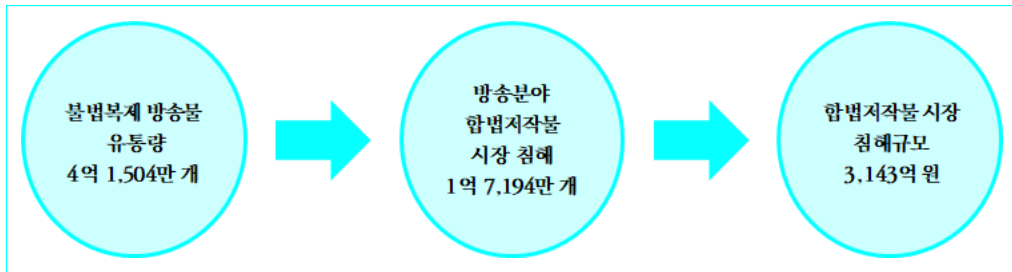 불법복제 방송물
유통량
4억 1,504만 개
방송분야
합법저작물
시장 침해
1억 7,194만 개
합법저작물 시장
침해규모
3,143억 원